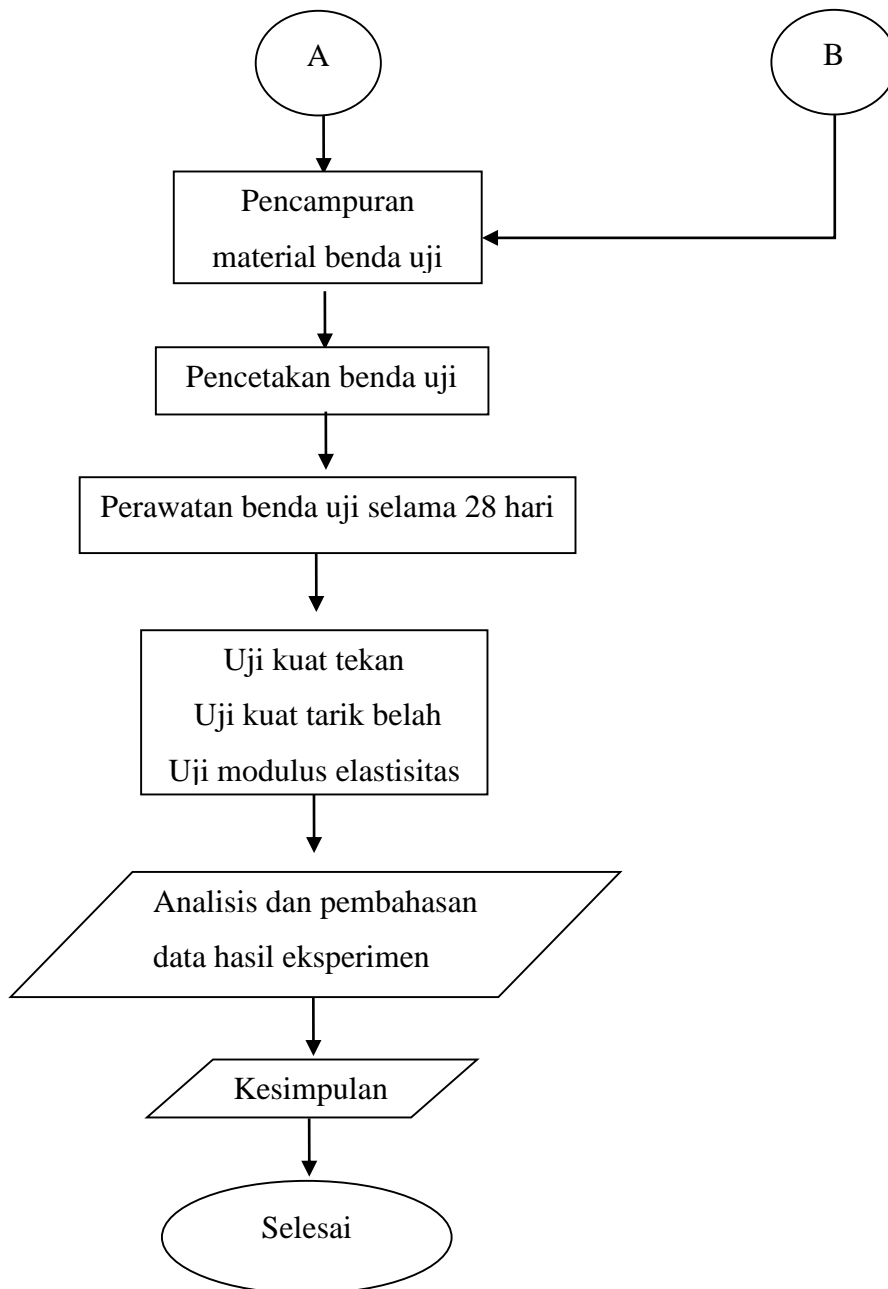 A
B
Pencampuran
material benda uji
Pencetakan benda uji
Perawatan benda uji selama 28 hari
Uji kuat tekan
Uji kuat tarik belah
Uji modulus elastisitas
Analisis dan pembahasan
data hasil eksperimen
Kesimpulan
Selesai